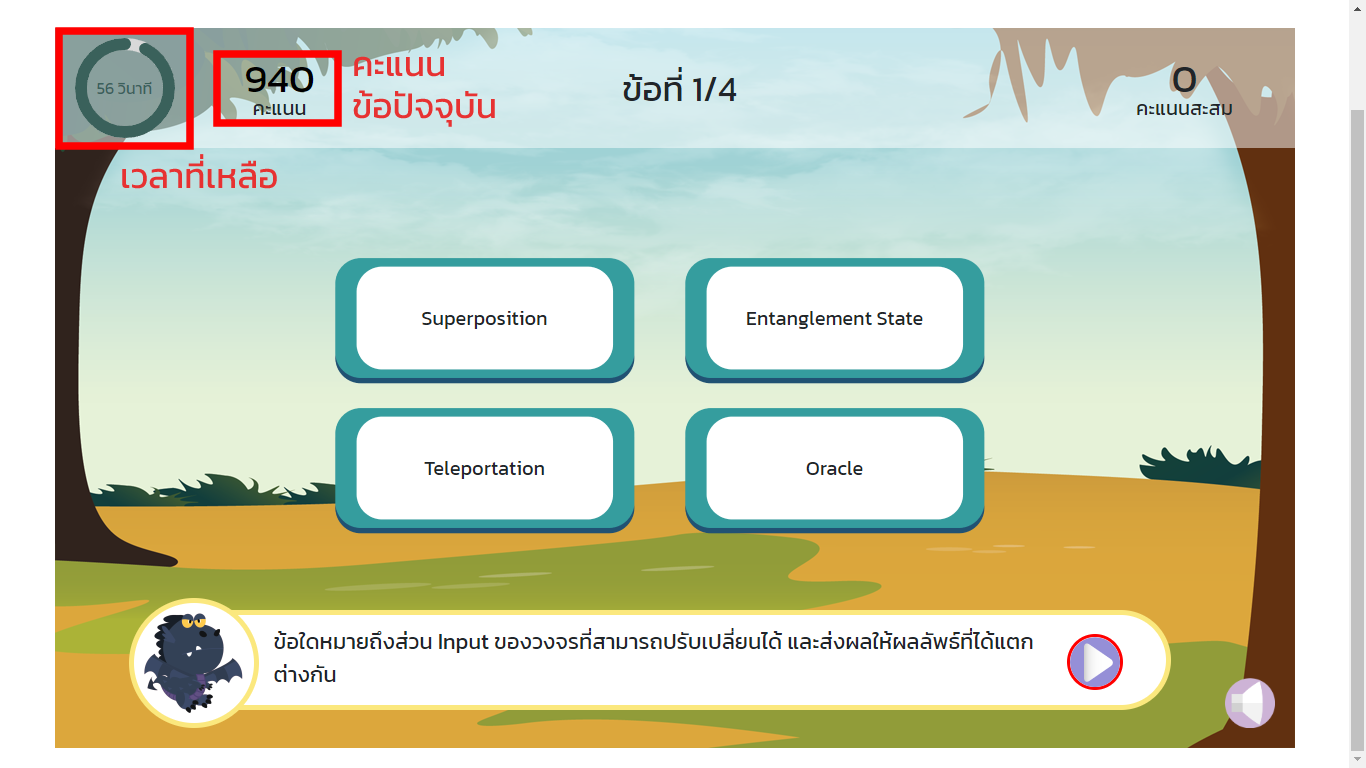 56 วินาที
940
คะแนน
คะแนน
ข้อปัจจุบัน
ข้อที่ 1/4
0
คะแนนสะสม
เวลาที่เหลือ
Superposition
Entanglement State
Teleportation
Oracle
ข้อใดหมายถึงส่วน Input ของวงจรที่สามารถปรับเปลี่ยนได้ และส่งผลให้ผลลัพธ์ที่ได้แตก
ต่างกัน